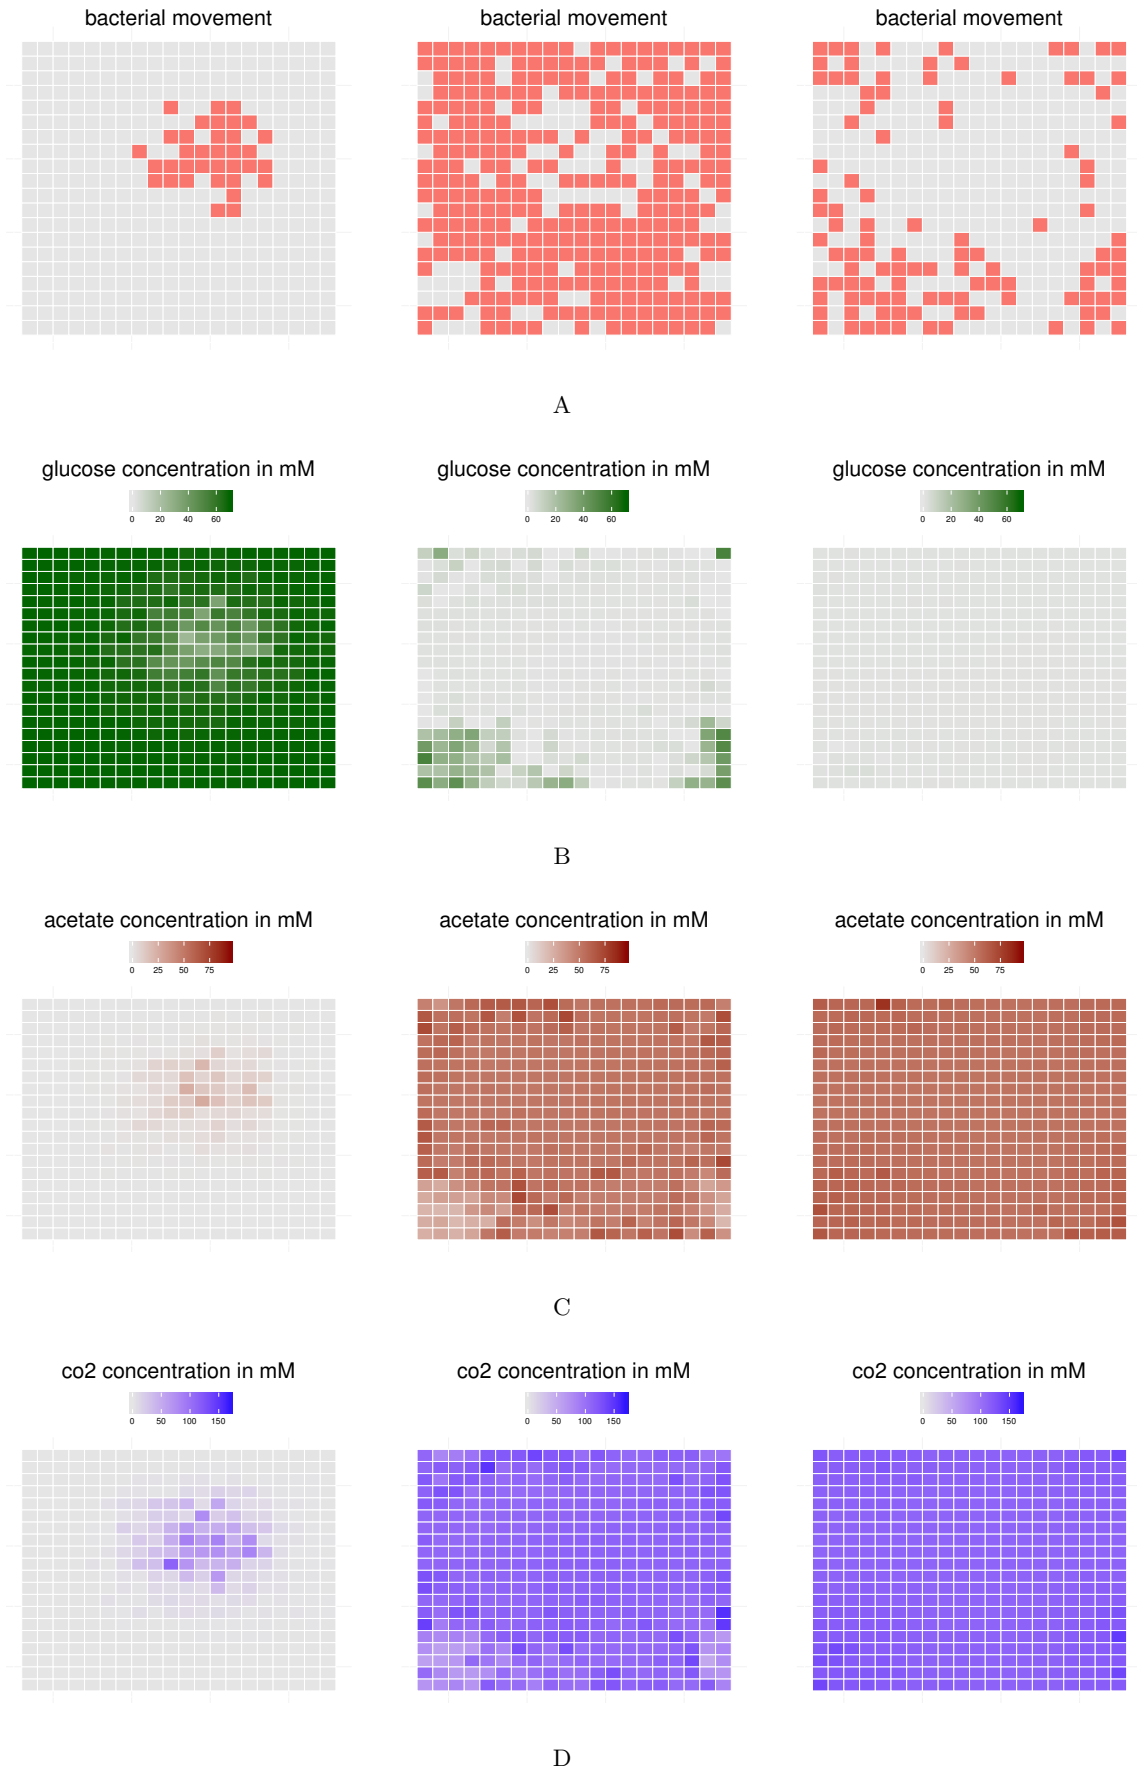 bacterial movement bacterial movement bacterial movement
A
glucose concentration in mM glucose concentration in mM glucose concentration in mM
0 20 40 60 0 20 40 60 0 20 40 60
B
acetate concentration in mM acetate concentration in mM acetate concentration in mM
0 25 50 75 0 25 50 75 0 25 50 75
C
co2 concentration in mM co2 concentration in mM co2 concentration in mM
0 50 100 150 0 50 100 150 0 50 100 150
D